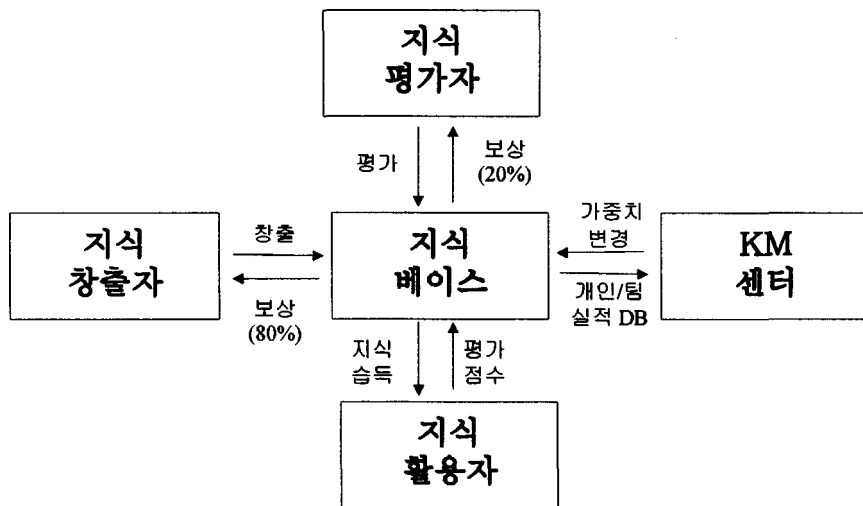 지식
평가자
평가
보상
(20%)
지식
창출자
창출
보상
(80%)
지식
베이스
가중치
변경
개인/팀
실적 DB
KM
센터
지식
습득
평가
점수
지식
활용자